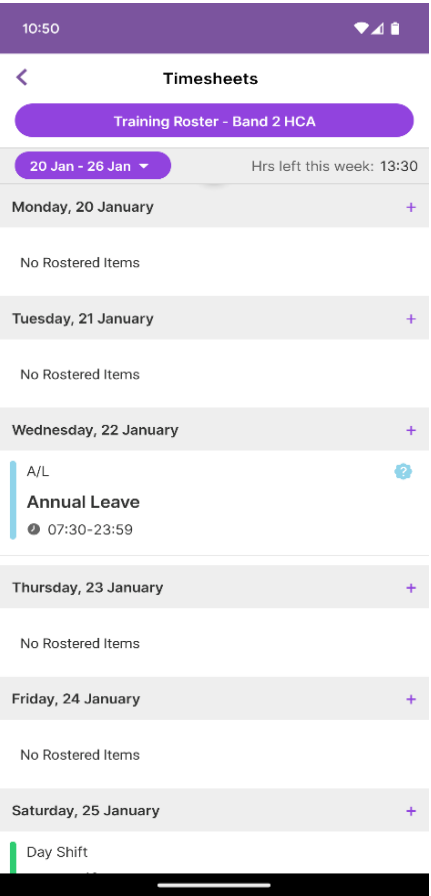 10:50
Timesheets
Training Roster - Band 2 HCA
20 Jan - 26 Jan
Hrs left this week: 13:30
Monday, 20 January
+
No Rostered Items
Tuesday, 21 January
+
No Rostered Items
Wednesday, 22 January
+
A/L
?
Annual Leave
07:30-23:59
Thursday, 23 January
+
No Rostered Items
Friday, 24 January
+
No Rostered Items
Saturday, 25 January
+
Day Shift